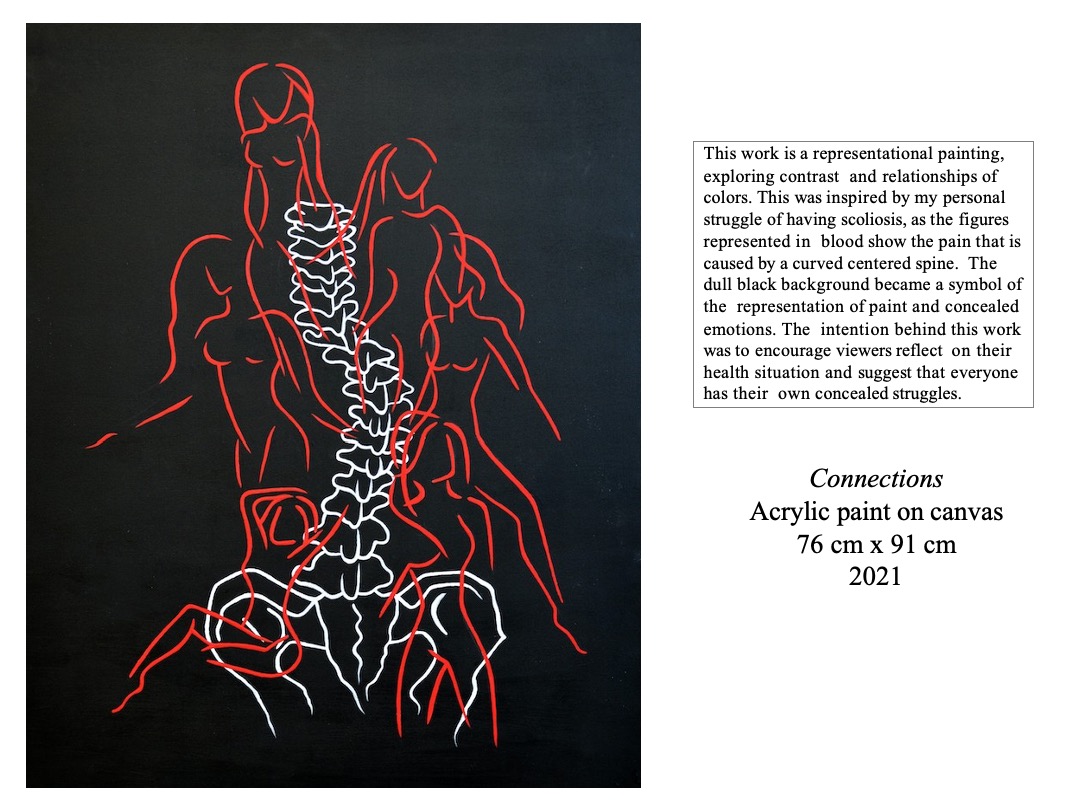 This work is a representational painting,
exploring contrast and relationships of
colors. This was inspired by my personal
struggle of having scoliosis, as the figures
represented in blood show the pain that is
caused by a curved centered spine. The
dull black background became a symbol of
the representation of paint and concealed
emotions. The intention behind this work
was to encourage viewers reflect on their
health situation and suggest that everyone
has their own concealed struggles.
Connections
Acrylic paint on canvas
76 cm x 91 cm
2021